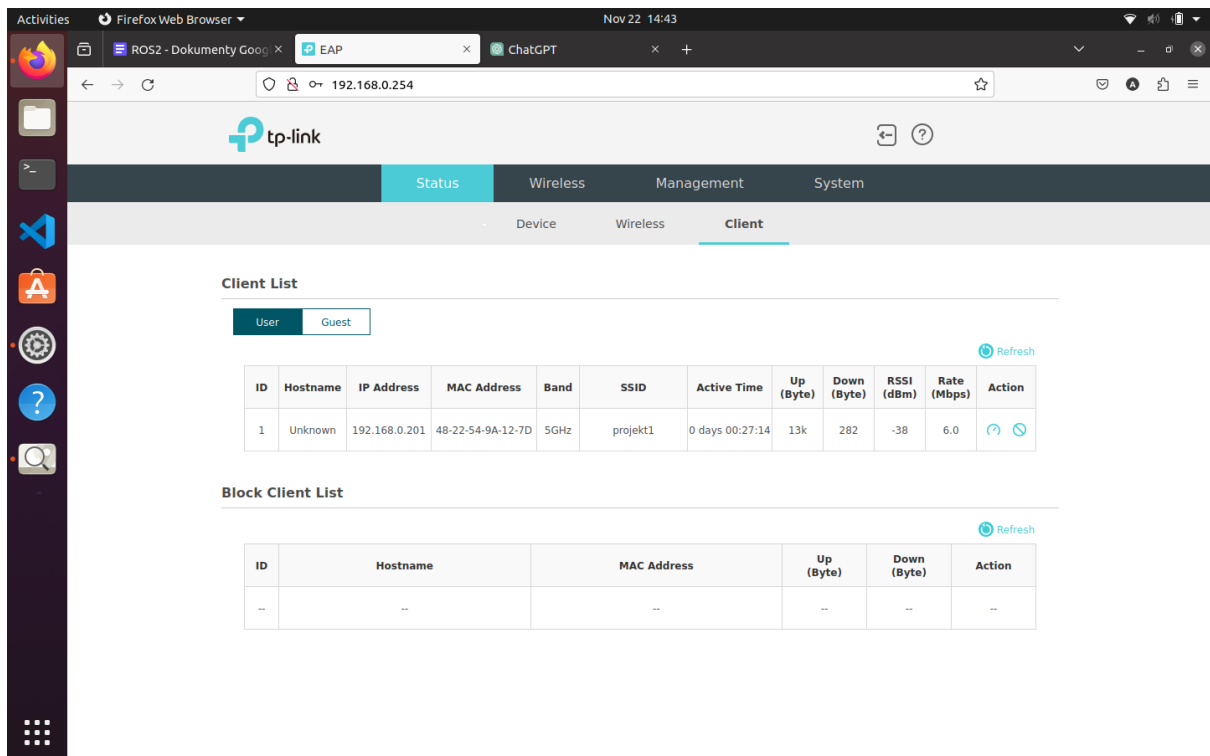 Activities Firefox Web Browser Nov 22 14:43
ROS2 - Dokumenty Goog EAP ChatGPT
192.168.0.254
tp-link
Status Wireless Management System
Device Wireless Client
Client List
User Guest
Refresh
ID Hostname IP Address MAC Address Band SSID Active Time Up (Byte) Down (Byte) RSSI (dBm) Rate (Mbps) Action
1 Unknown 192.168.0.201 48-22-54-9A-12-7D 5GHz projekt1 0 days 00:27:14 13k 282 -38 6.0
Block Client List
Refresh
ID Hostname MAC Address Up (Byte) Down (Byte) Action
-- -- -- -- -- --